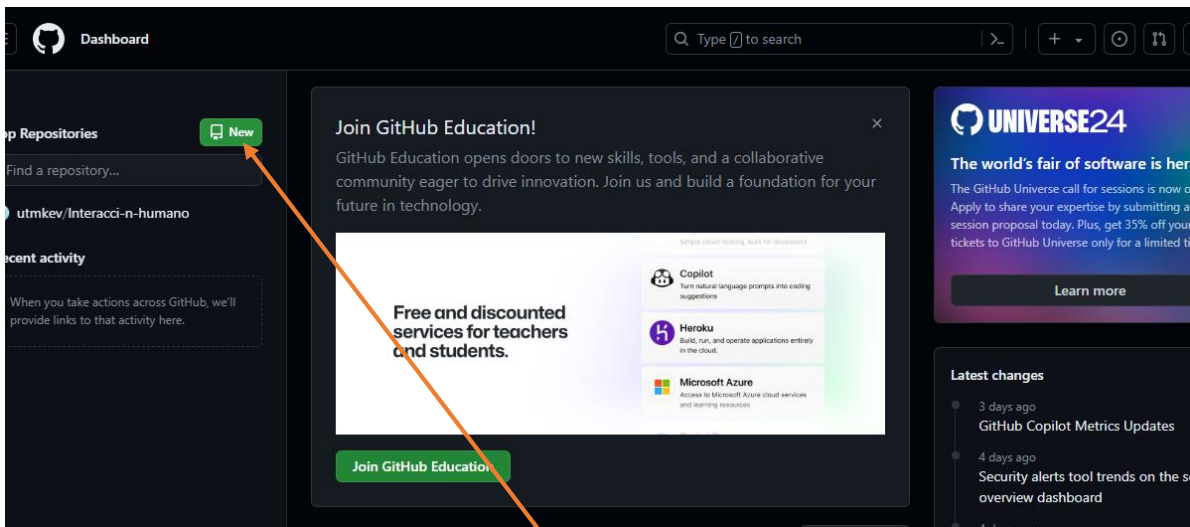 Dashboard
Type / to search
Repositories
New
Find a repository...
utmkev/Interacci-n-humano
activity
When you take actions across GitHub, we'll
provide links to that activity here.
Join GitHub Education!
GitHub Education opens doors to new skills, tools, and a collaborative
community eager to drive innovation. Join us and build a foundation for your
future in technology.
Free and discounted
services for teachers
and students.
Simple cloud hosting, built for developers
Copilot
Turn natural language prompts into coding
suggestions
Heroku
Build, run, and operate applications entirely
in the cloud.
Microsoft Azure
Access to Microsoft Azure cloud services
and learning resources
Join GitHub Education
UNIVERSE24
The world's fair of software is
The GitHub Universe call for sessions is now
Apply to share your expertise by submitting a
session proposal today. Plus, get 35% off your
tickets to GitHub Universe only for a limited
Learn more
Latest changes
3 days ago
GitHub Copilot Metrics Updates
4 days ago
Security alerts tool trends on the
overview dashboard